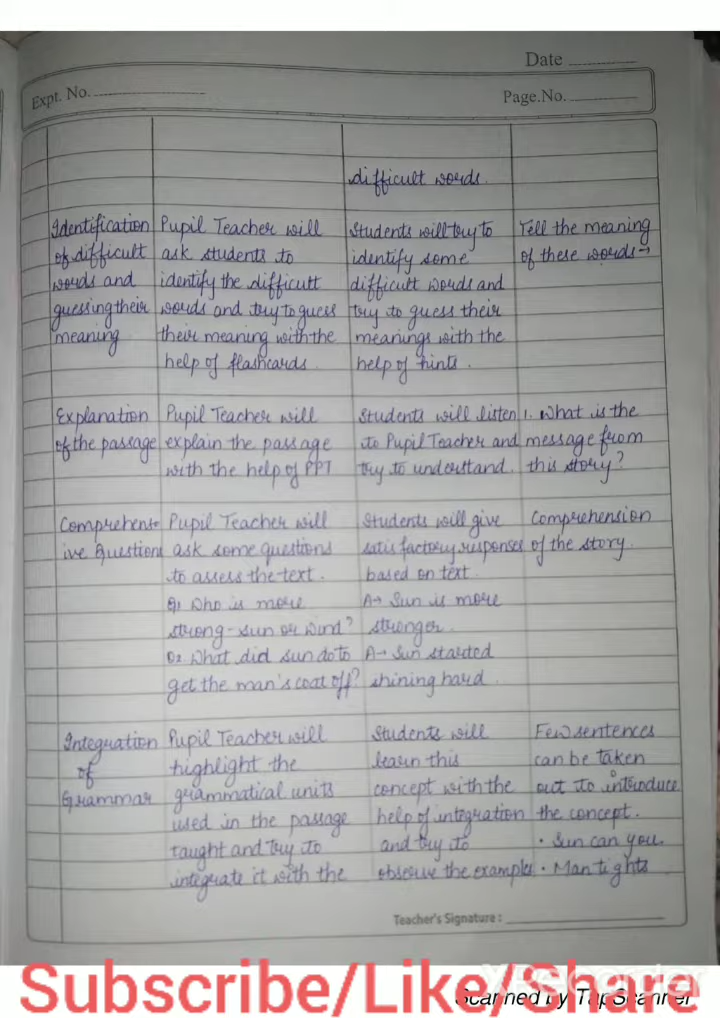 Date
Expt. No.
Page.No.
difficult words.
Identification
of difficult
words and
guessing their
meaning
Pupil Teacher will
ask students to
identify the difficult
words and try to guess
their meaning with the
help of flashcards.
Students will try to
identify some
difficult words and
try to guess their
meanings with the
help of hints.
Tell the meaning
of these words→
Explanation
of the passage
Pupil Teacher will
explain the passage
with the help of PPT
Students will listen
to Pupil Teacher and
try to understand.
1. What is the
message from
this story?
Comprehens-
ive Question
Pupil Teacher will
ask some questions
to assess the text.
Q1 Who is more
strong-sun or wind?
Q2 What did sun do to
get the man's coat off?
Students will give
satisfactory responses
based on text.
A→ Sun is more
stronger.
A→ Sun started
shining hard.
Comprehension
of the story.
Integration
of
Grammar
Pupil Teacher will
highlight the
grammatical units
used in the passage
taught and try to
integrate it with the
Students will
learn this
concept with the
help of integration
and try to
observe the examples
Few sentences
can be taken
out to introduce
the concept.
• Sun can you.
• Man tights
Teacher's Signature :
Subscribe/Like/Share
XRecorder
Scanned by TapScanner